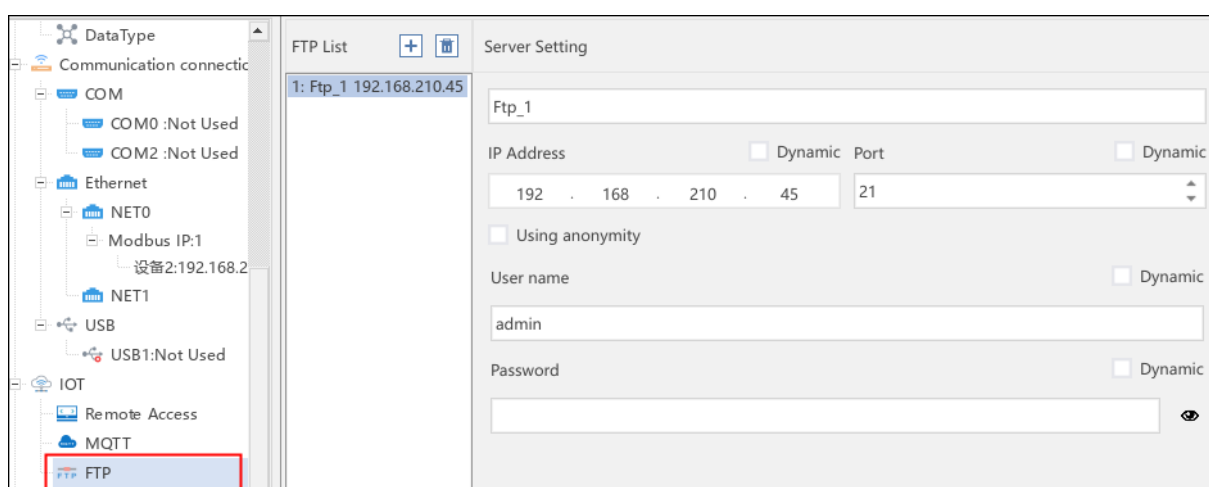 DataType
Communication connectic
COM
COM0 :Not Used
COM2 :Not Used
Ethernet
NET0
Modbus IP:1
设备2:192.168.2
NET1
USB
USB1:Not Used
IOT
Remote Access
MQTT
FTP FTP
FTP List
1: Ftp_1 192.168.210.45
Server Setting
Ftp_1
IP Address Dynamic Port Dynamic
192 . 168 . 210 . 45 21
Using anonymity
User name Dynamic
admin
Password Dynamic